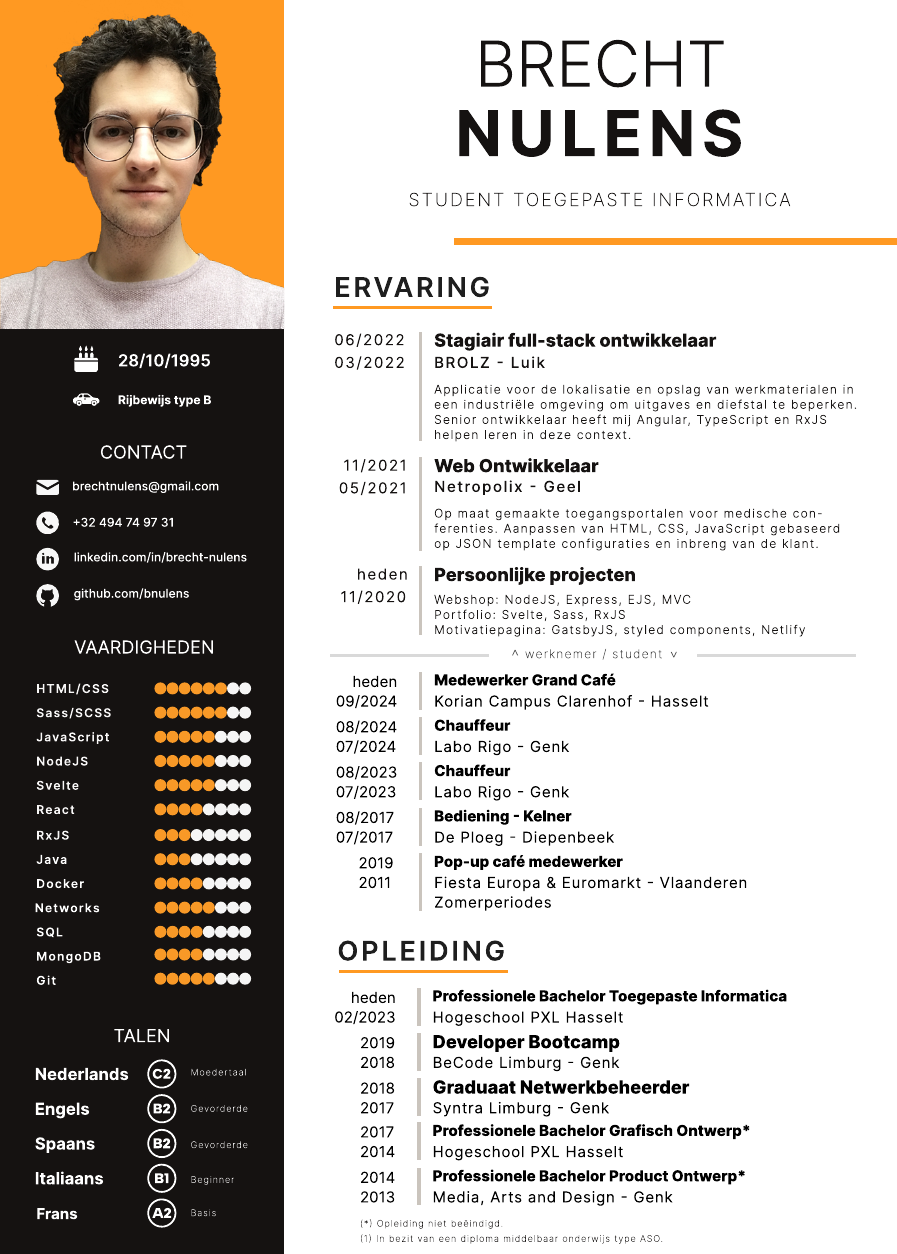 BRECHT
NULENS
STUDENT TOEGEPASTE INFORMATICA
28/10/1995
Rijbewijs type B
CONTACT
brechtnulens@gmail.com
+32 494 74 97 31
in linkedin.com/in/brecht-nulens
github.com/bnulens
VAARDIGHEDEN
HTML/CSS
Sass/SCSS
JavaScript
NodeJS
Svelte
React
RxJS
Java
Docker
Networks
SQL
MongoDB
Git
TALEN
Nederlands C2 Moedertaal
Engels B2 Gevorderde
Spaans B2 Gevorderde
Italiaans B1 Beginner
Frans A2 Basis
ERVARING
06/2022 Stagiair full-stack ontwikkelaar
03/2022 BROLZ - Luik
Applicatie voor de lokalisatie en opslag van werkmaterialen in
een industriële omgeving om uitgaves en diefstal te beperken.
Senior ontwikkelaar heeft mij Angular, TypeScript en RxJS
helpen leren in deze context.
11/2021 Web Ontwikkelaar
05/2021 Netropolix - Geel
Op maat gemaakte toegangsportalen voor medische con-
ferenties. Aanpassen van HTML, CSS, JavaScript gebaseerd
op JSON template configuraties en inbreng van de klant.
heden Persoonlijke projecten
11/2020 Webshop: NodeJS, Express, EJS, MVC
Portfolio: Svelte, Sass, RxJS
Motivatiepagina: GatsbyJS, styled components, Netlify
^ werknemer / student v
heden Medewerker Grand Café
09/2024 Korian Campus Clarenhof - Hasselt
08/2024 Chauffeur
07/2024 Labo Rigo - Genk
08/2023 Chauffeur
07/2023 Labo Rigo - Genk
08/2017 Bediening - Kelner
07/2017 De Ploeg - Diepenbeek
2019 Pop-up café medewerker
2011 Fiesta Europa & Euromarkt - Vlaanderen
Zomerperiodes
OPLEIDING
heden Professionele Bachelor Toegepaste Informatica
02/2023 Hogeschool PXL Hasselt
2019 Developer Bootcamp
2018 BeCode Limburg - Genk
2018 Graduaat Netwerkbeheerder
2017 Syntra Limburg - Genk
2017 Professionele Bachelor Grafisch Ontwerp*
2014 Hogeschool PXL Hasselt
2014 Professionele Bachelor Product Ontwerp*
2013 Media, Arts and Design - Genk
(*) Opleiding niet beëindigd.
(1) In bezit van een diploma middelbaar onderwijs type ASO.